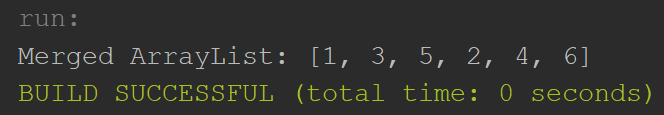 run:
Merged ArrayList: [1, 3, 5, 2, 4, 6]
BUILD SUCCESSFUL (total time: 0 seconds)